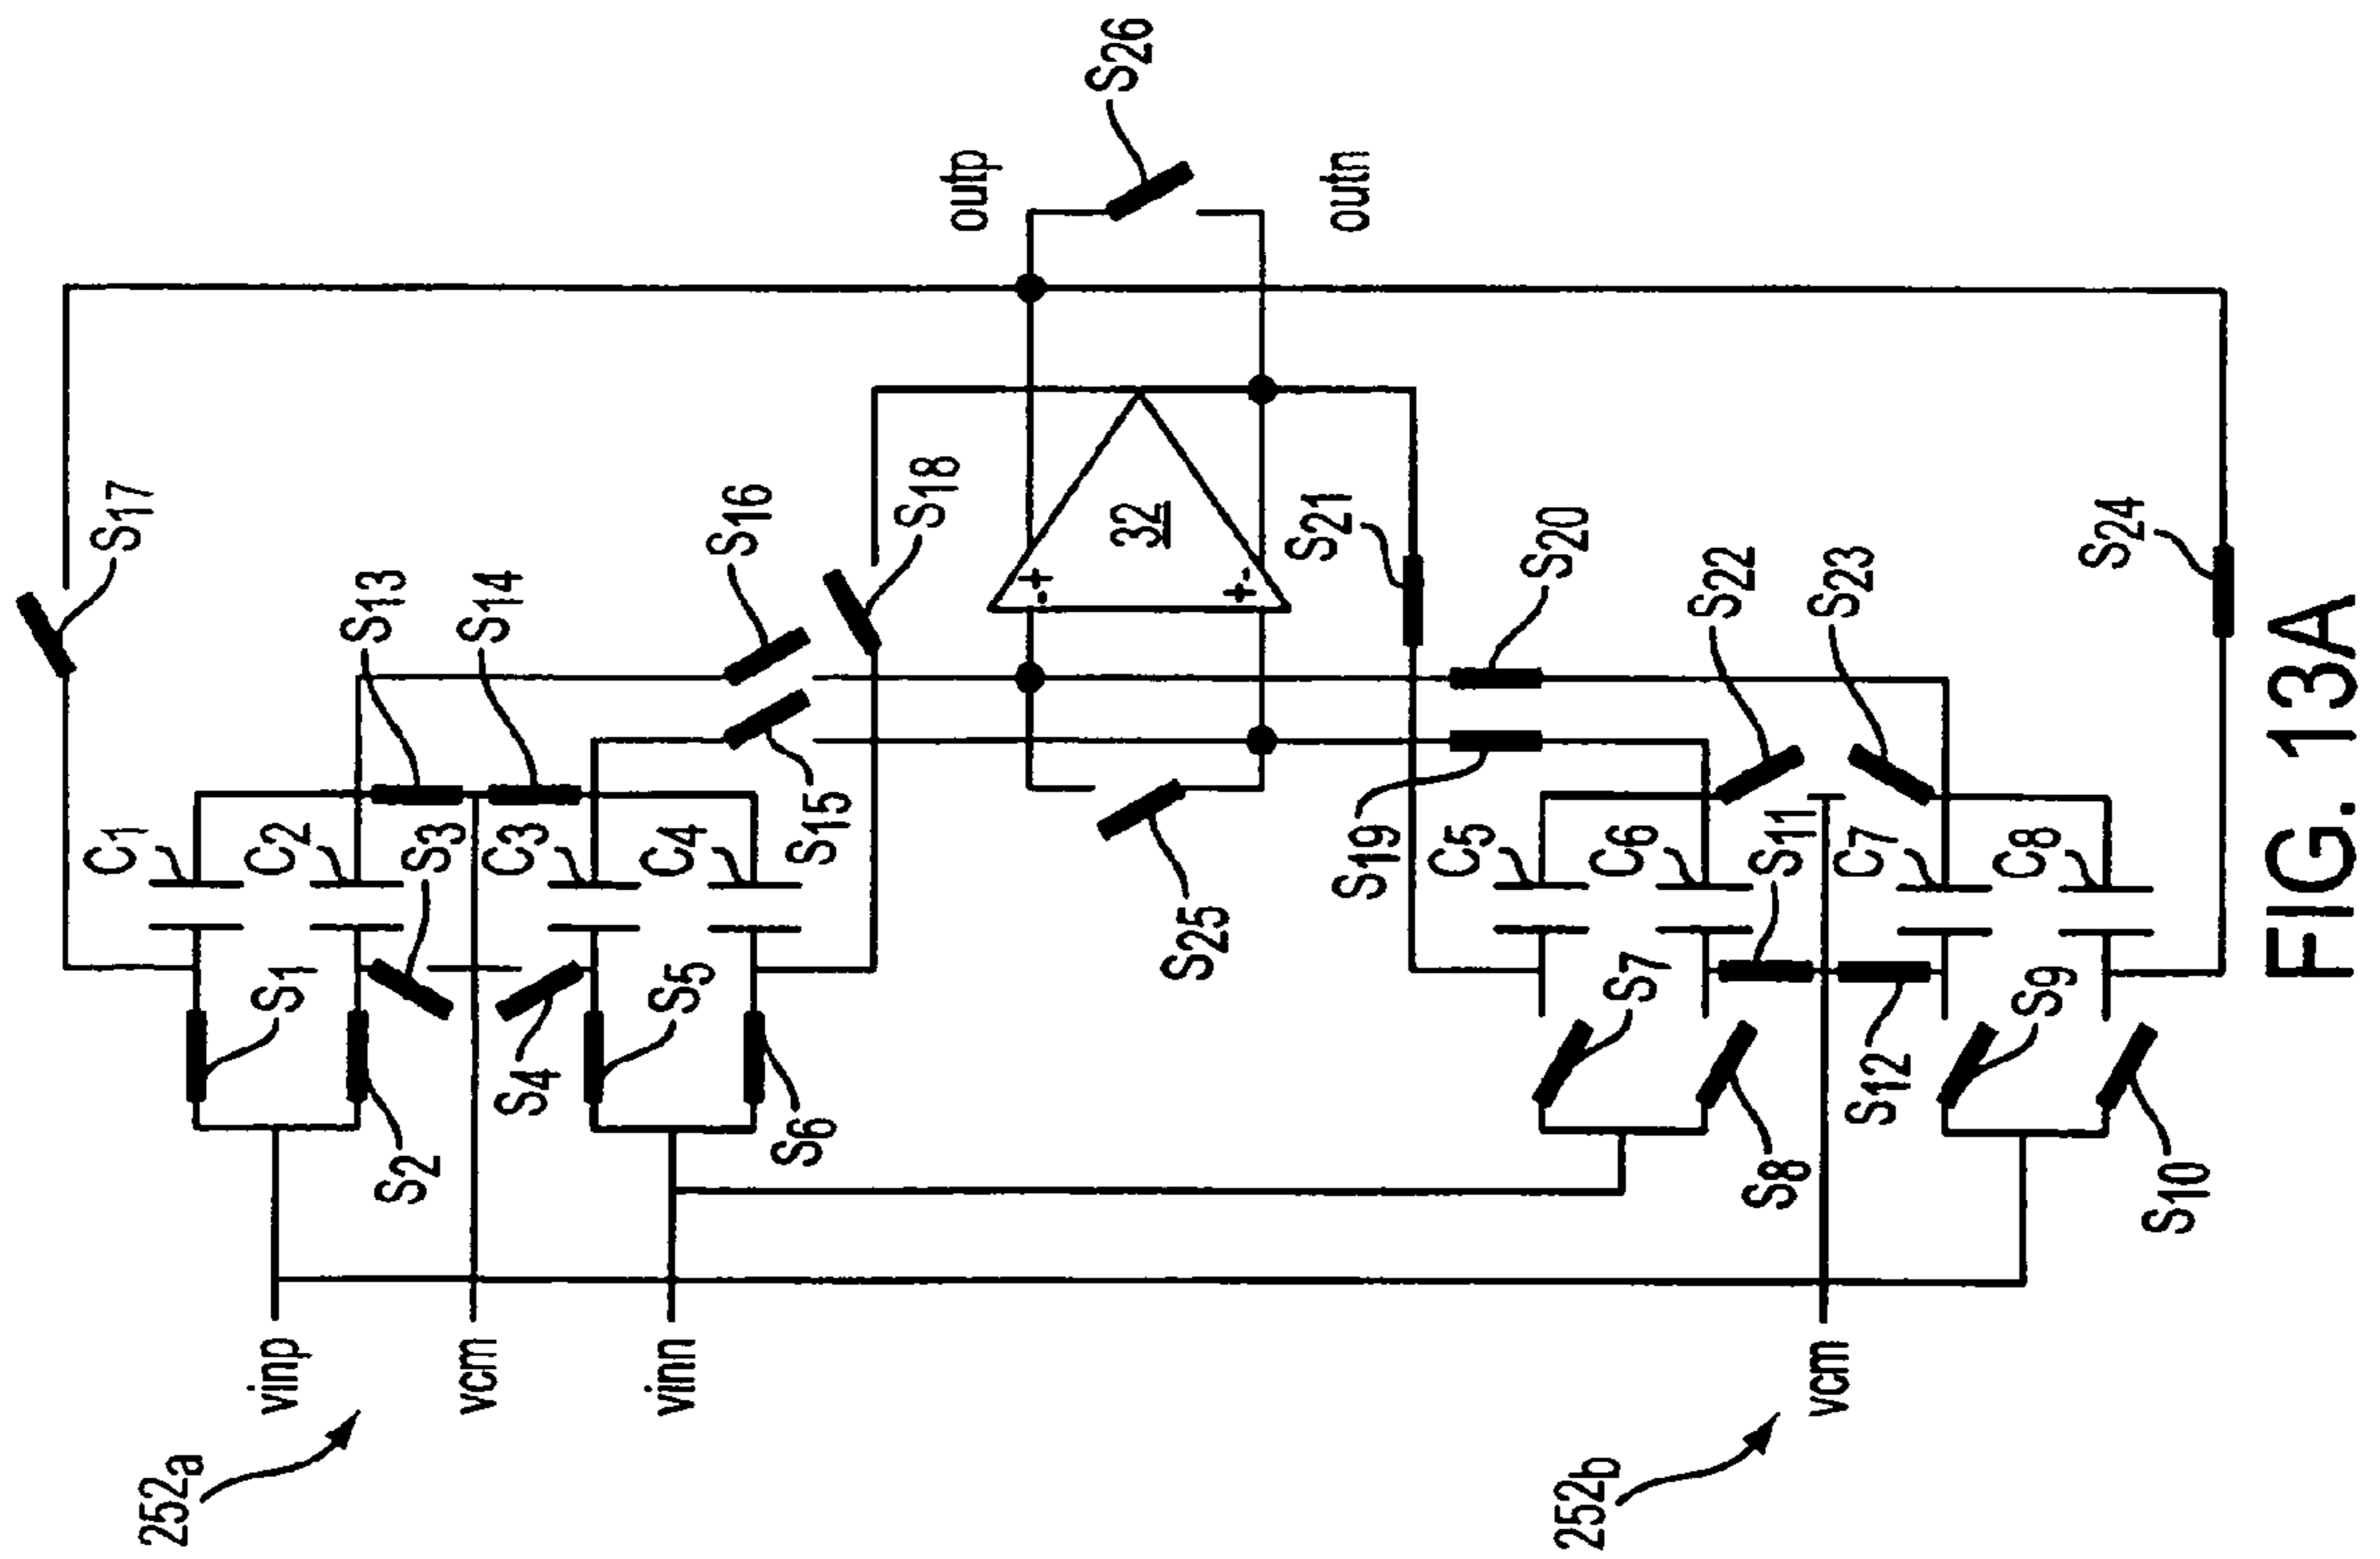 S26
outp
outm
S17
S13
S14
S16
S18
32
-+
+-
S21
S20
S22
S23
S24
C1
C2
S3
C3
C4
S15
S25
S19
C5
C6
S11
C7
C8
S1
S2
S4
S5
S6
S7
S8
S12
S9
S10
vinp
vcm
vinn
vcm
252a
252b
FIG. 13A